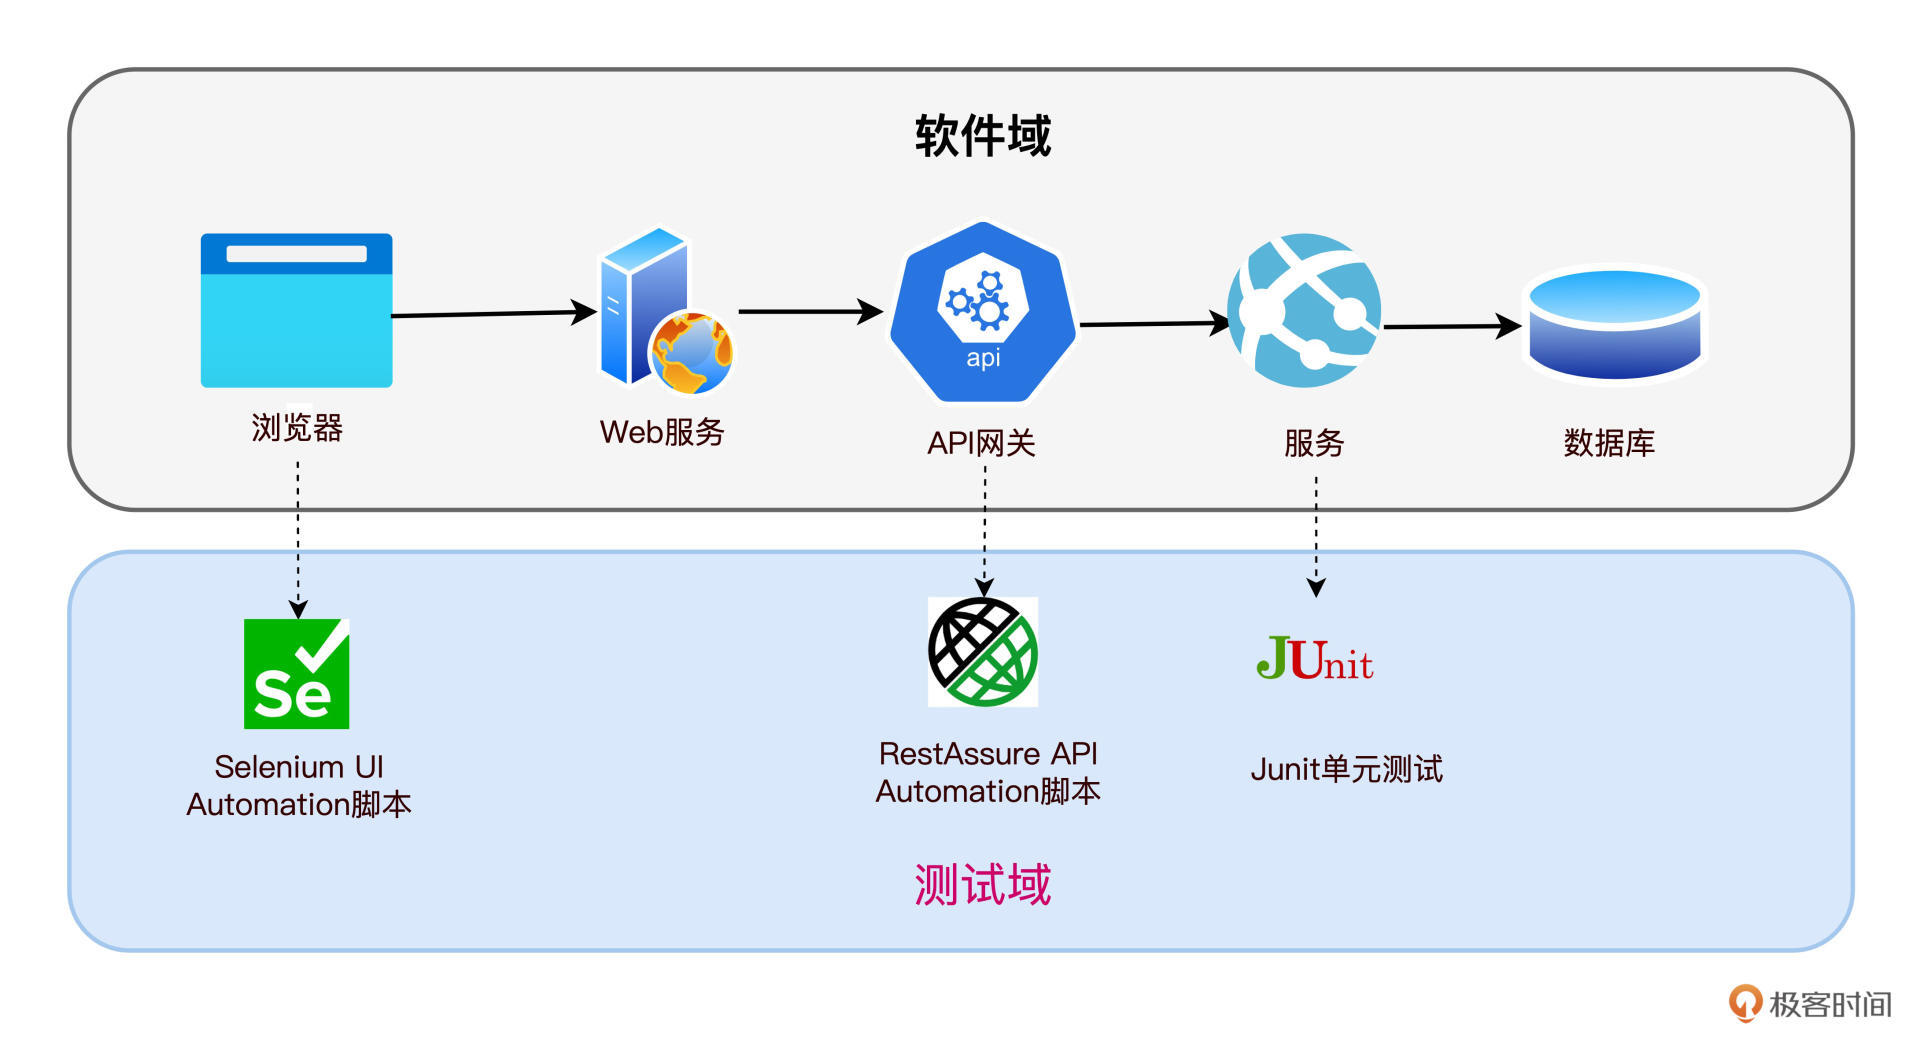 软件域
浏览器
Web服务
api
API网关
服务
数据库
Se
Selenium UI
Automation脚本
RestAssure API
Automation脚本
JUnit
Junit单元测试
测试域
极客时间